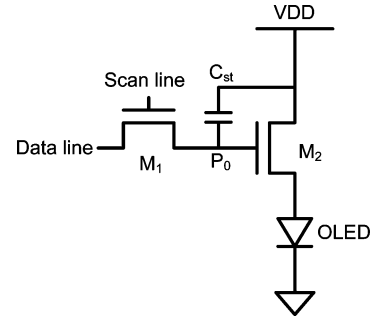 VDD
Scan line
Cst
Data line
M1
P0
M2
OLED